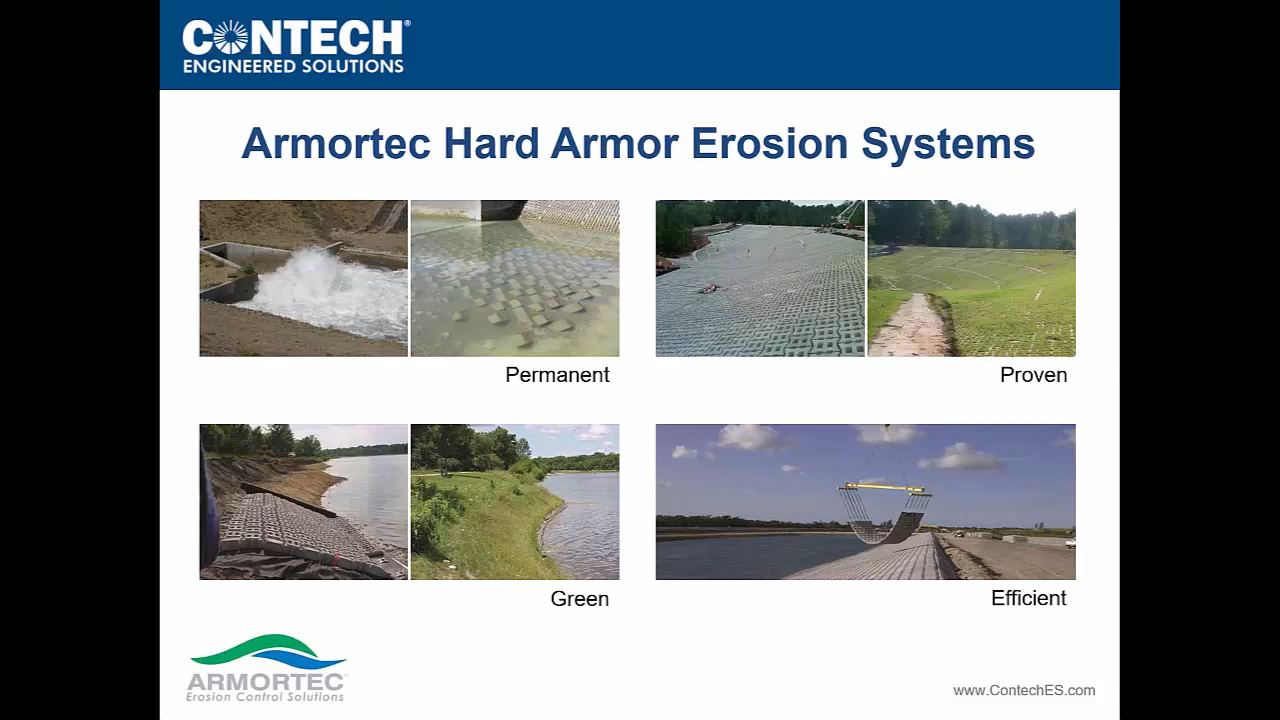 CONTECH®
ENGINEERED SOLUTIONS
Armortec Hard Armor Erosion Systems
Permanent
Proven
Green
Efficient
ARMORTEC
Erosion Control Solutions
www.ContechES.com